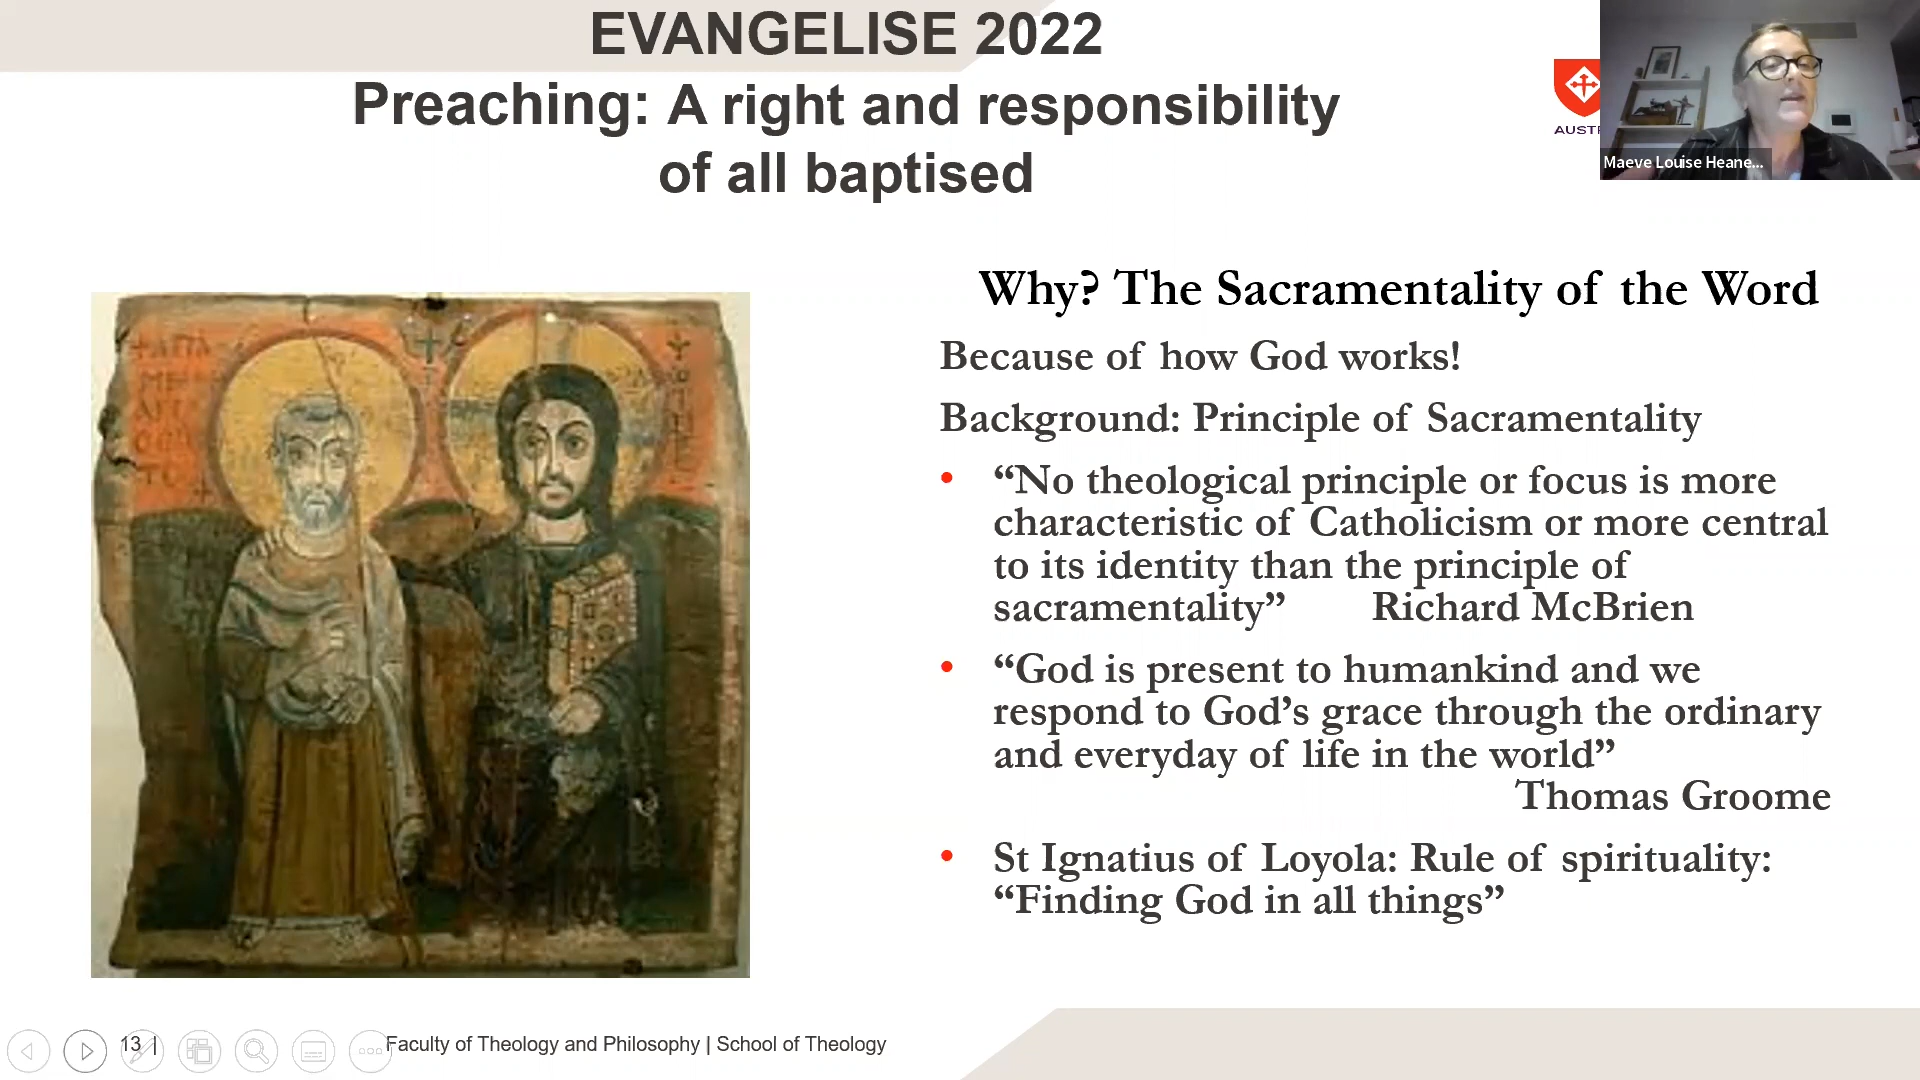 EVANGELISE 2022
Preaching: A right and responsibility
of all baptised
AUSTR
Maeve Louise Heane...
Why? The Sacramentality of the Word
Because of how God works!
Background: Principle of Sacramentality
• “No theological principle or focus is more
characteristic of Catholicism or more central
to its identity than the principle of
sacramentality” Richard McBrien
• “God is present to humankind and we
respond to God’s grace through the ordinary
and everyday of life in the world”
Thomas Groome
• St Ignatius of Loyola: Rule of spirituality:
“Finding God in all things”
13 |
Faculty of Theology and Philosophy | School of Theology